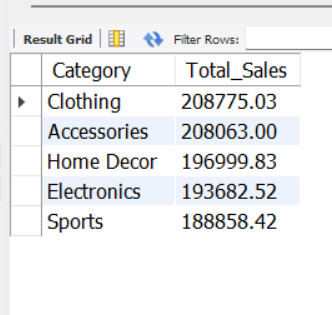 Result Grid Filter Rows:
Category Total_Sales
Clothing 208775.03
Accessories 208063.00
Home Decor 196999.83
Electronics 193682.52
Sports 188858.42